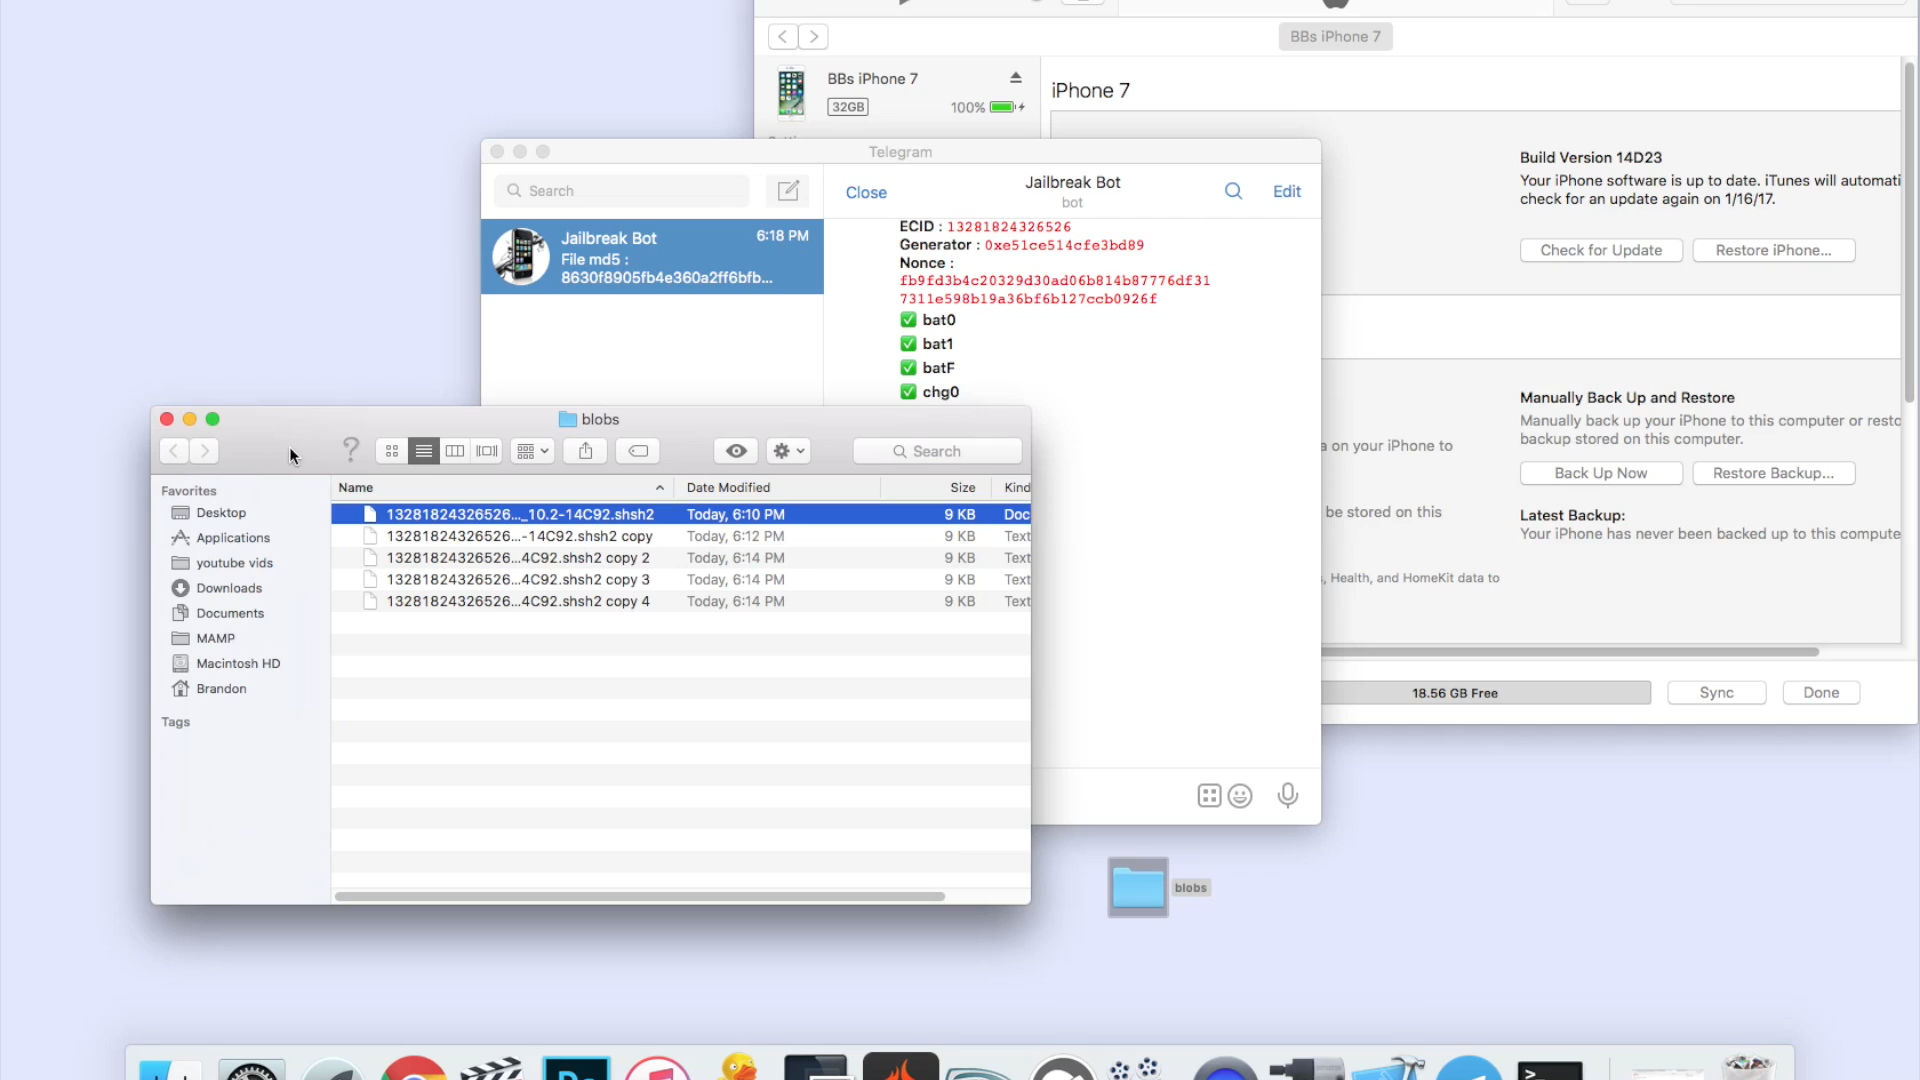 BBs iPhone 7
BBs iPhone 7
32GB
100%
iPhone 7
Build Version 14D23
Your iPhone software is up to date. iTunes will automati
check for an update again on 1/16/17.
Check for Update
Restore iPhone...
Telegram
Search
Close
Jailbreak Bot
bot
Edit
Jailbreak Bot
6:18 PM
File md5 :
8630f8905fb4e360a2ff6bfb...
ECID : 13281824326526
Generator : 0xe51ce514cfe3bd89
Nonce :
fb9fd3b4c20329d30ad06b814b87776df31
7311e598b19a36bf6b127ccb0926f
bat0
bat1
batF
chg0
Manually Back Up and Restore
Manually back up your iPhone to this computer or resto
backup stored on this computer.
a on your iPhone to
Back Up Now
Restore Backup...
be stored on this
Latest Backup:
Your iPhone has never been backed up to this compute
, Health, and HomeKit data to
18.56 GB Free
Sync
Done
blobs
Search
Favorites
Desktop
Applications
youtube vids
Downloads
Documents
MAMP
Macintosh HD
Brandon
Tags
Name
Date Modified
Size
Kind
13281824326526..._10.2-14C92.shsh2
Today, 6:10 PM
9 KB
Doc
13281824326526...-14C92.shsh2 copy
Today, 6:12 PM
9 KB
Text
13281824326526...4C92.shsh2 copy 2
Today, 6:14 PM
9 KB
Text
13281824326526...4C92.shsh2 copy 3
Today, 6:14 PM
9 KB
Text
13281824326526...4C92.shsh2 copy 4
Today, 6:14 PM
9 KB
Text
blobs